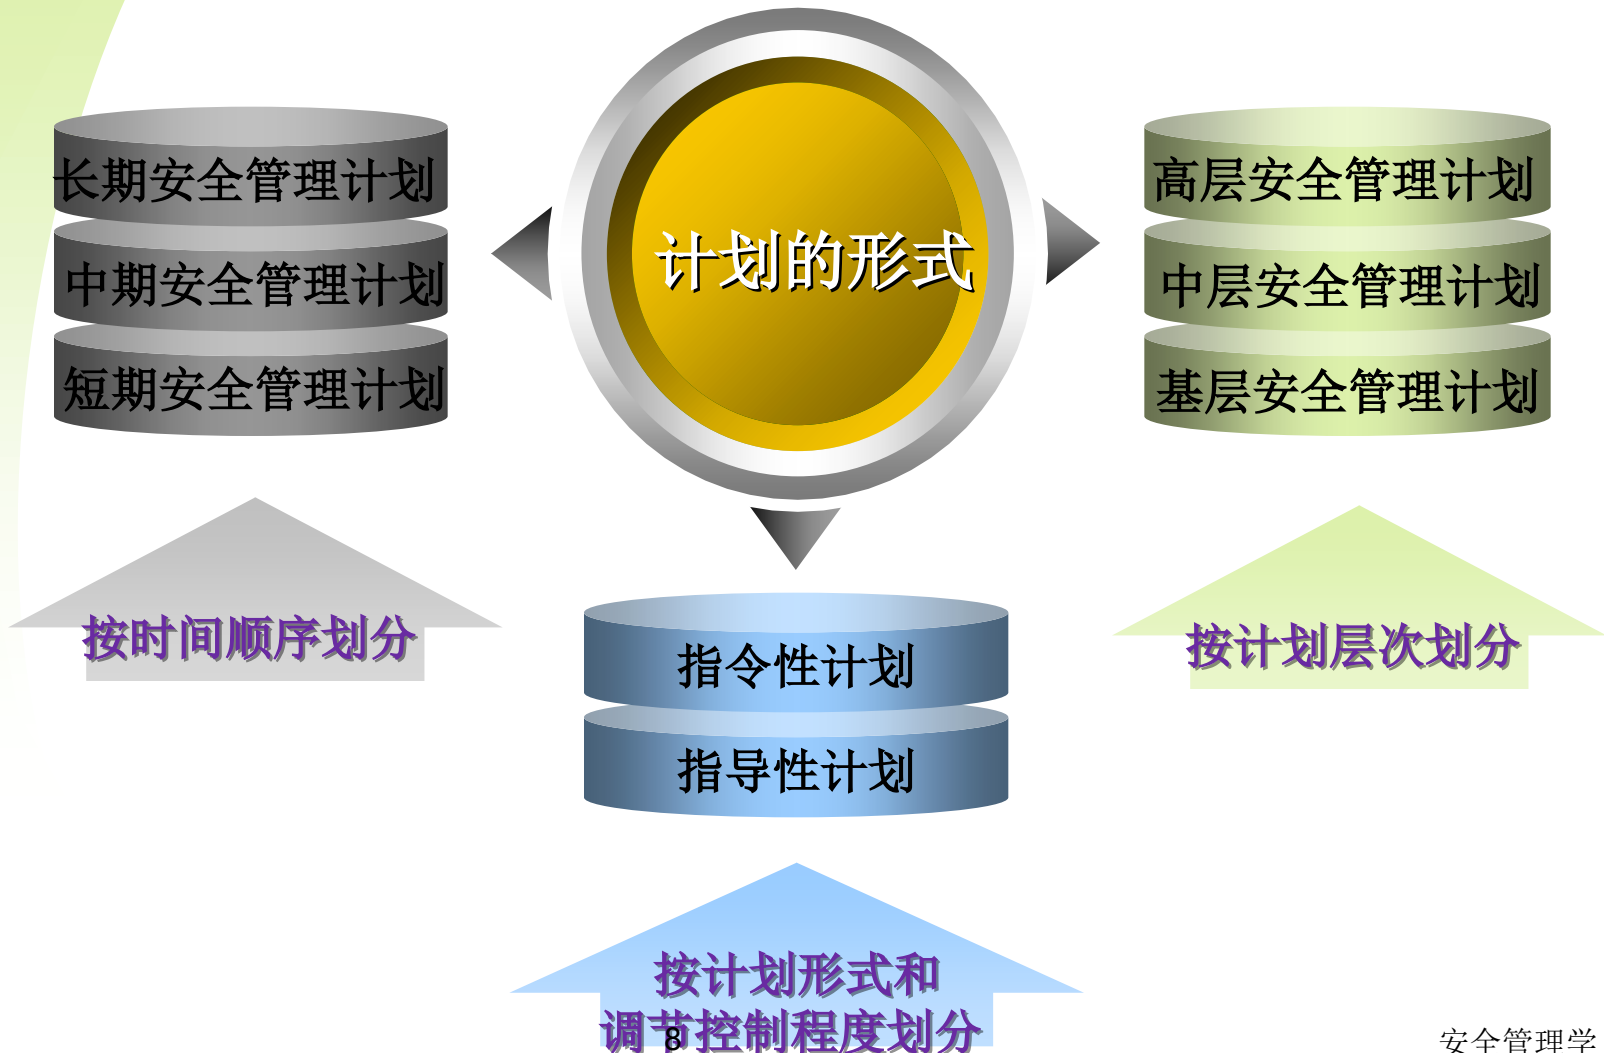 计划的形式
长期安全管理计划
中期安全管理计划
短期安全管理计划
按时间顺序划分
高层安全管理计划
中层安全管理计划
基层安全管理计划
按计划层次划分
指令性计划
指导性计划
按计划形式和
调节控制程度划分
8
安全管理学